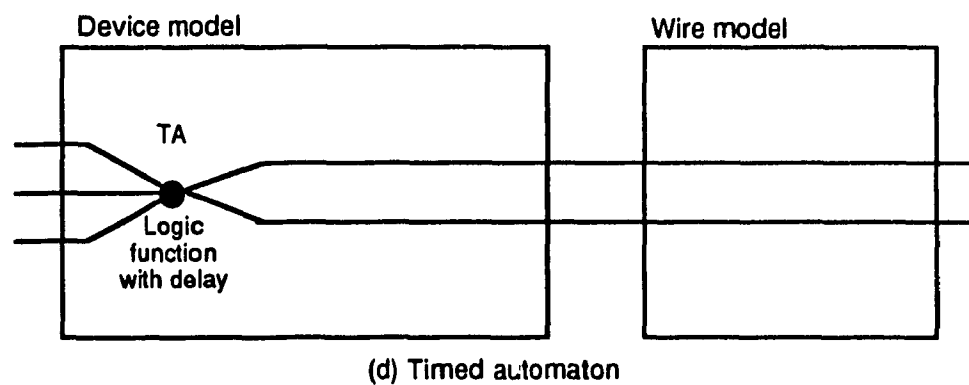 Device model
Wire model
TA
Logic
function
with delay
(d) Timed automaton